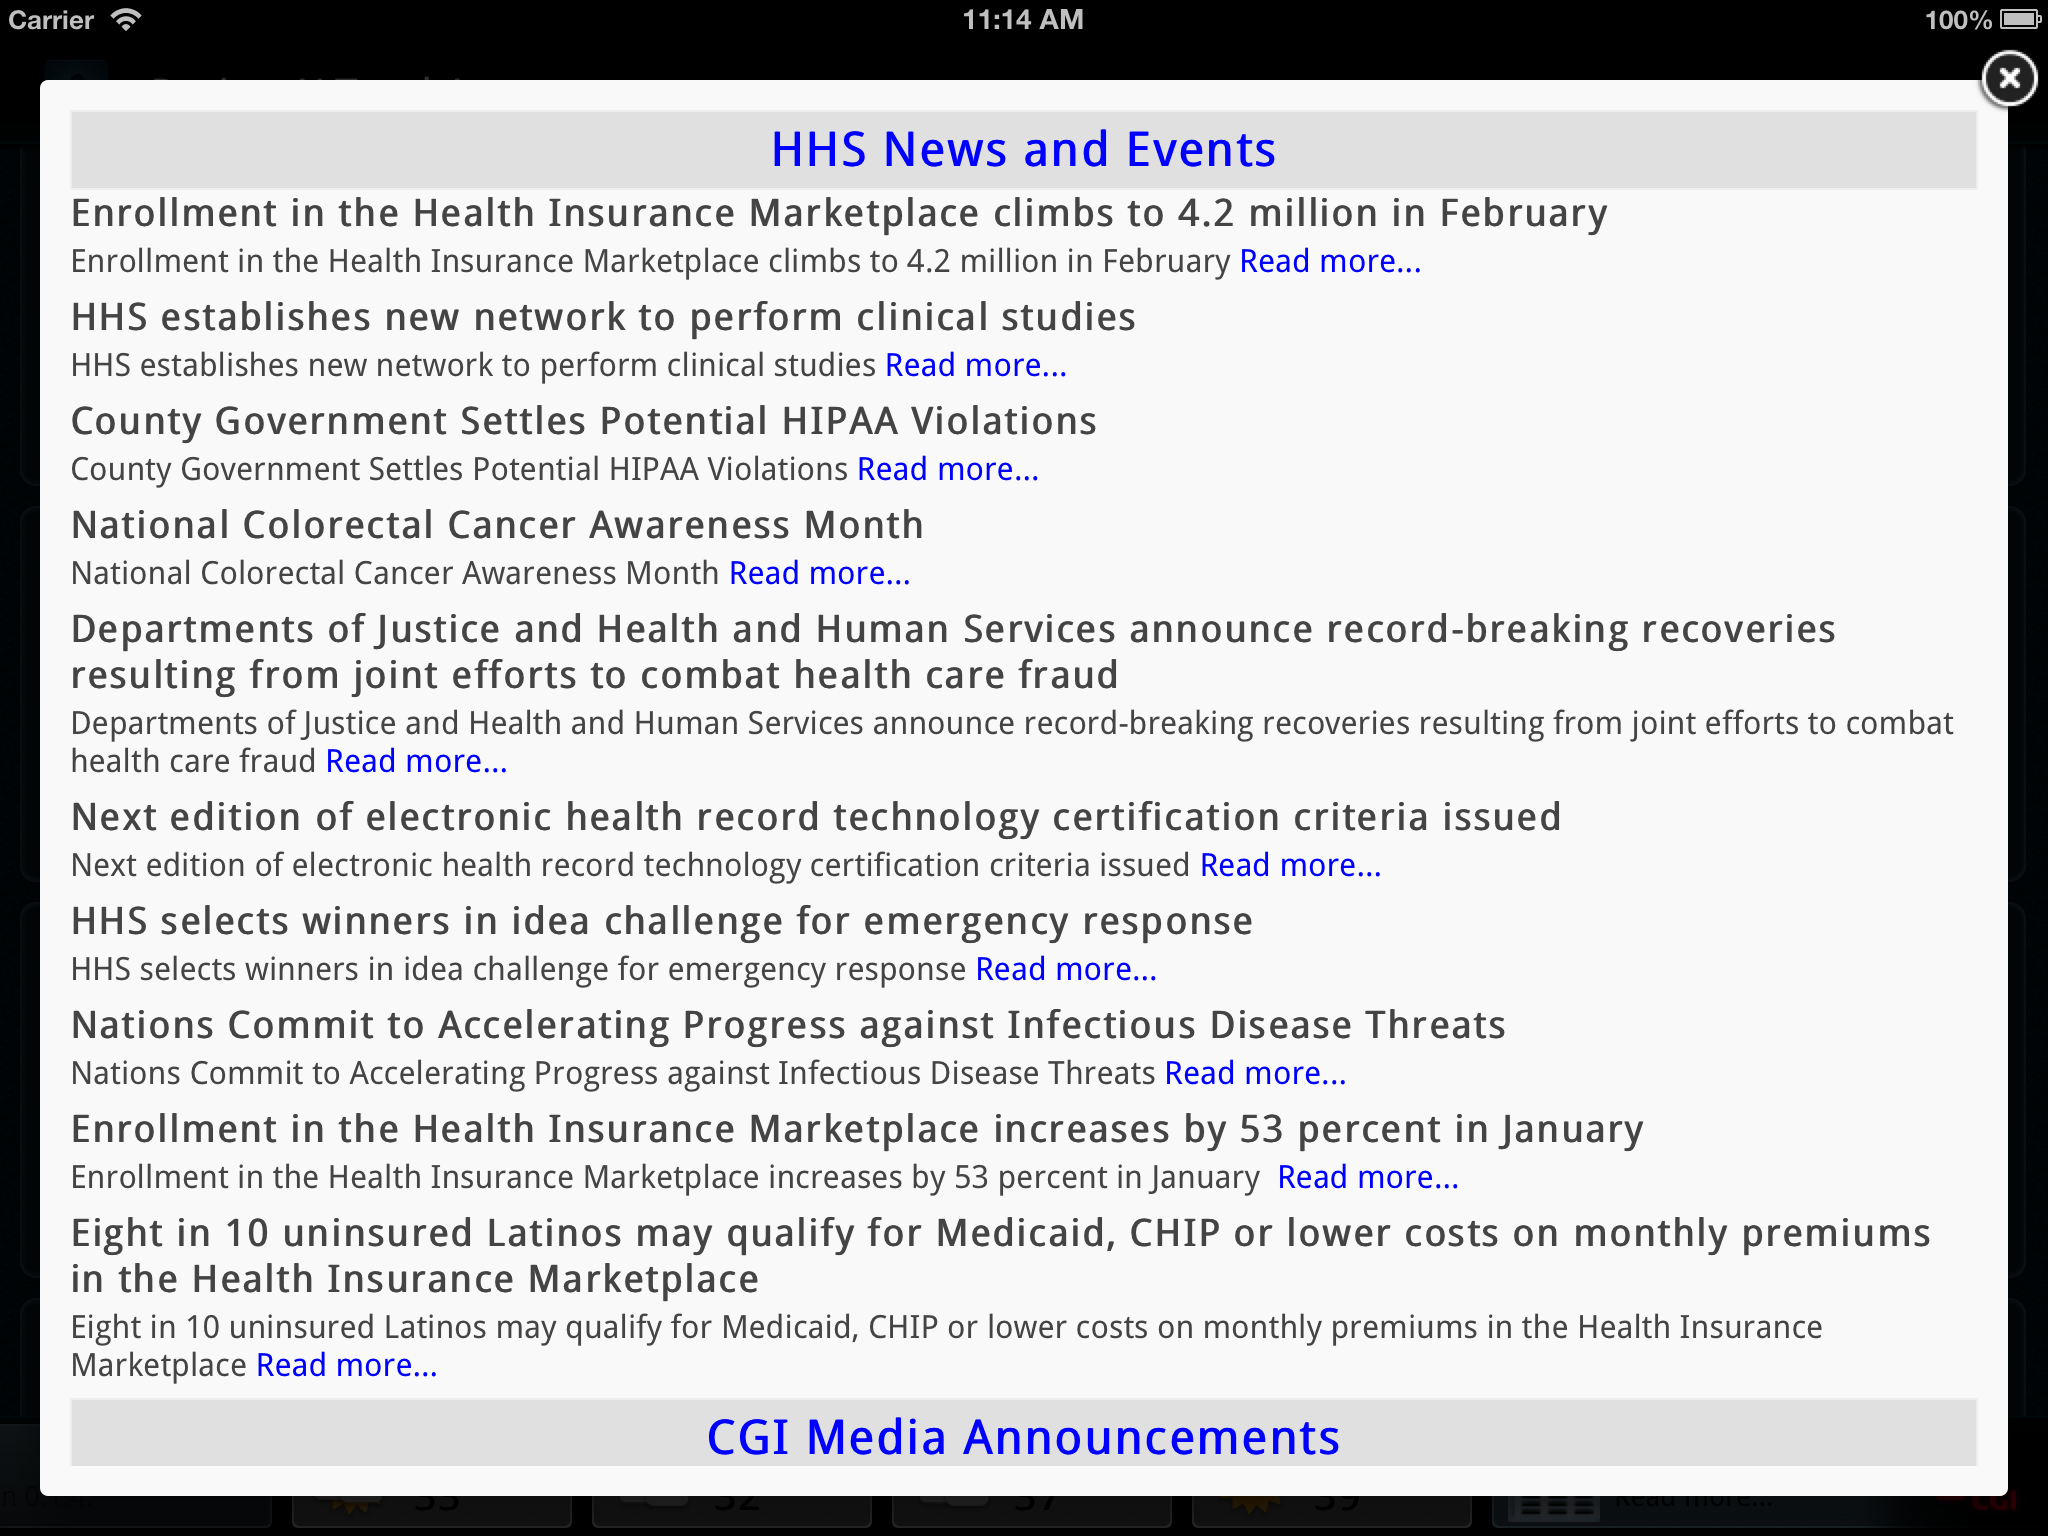 Carrier
11:14 AM
100%
HHS News and Events
Enrollment in the Health Insurance Marketplace climbs to 4.2 million in February
Enrollment in the Health Insurance Marketplace climbs to 4.2 million in February Read more...
HHS establishes new network to perform clinical studies
HHS establishes new network to perform clinical studies Read more...
County Government Settles Potential HIPAA Violations
County Government Settles Potential HIPAA Violations Read more...
National Colorectal Cancer Awareness Month
National Colorectal Cancer Awareness Month Read more...
Departments of Justice and Health and Human Services announce record-breaking recoveries
resulting from joint efforts to combat health care fraud
Departments of Justice and Health and Human Services announce record-breaking recoveries resulting from joint efforts to combat
health care fraud Read more...
Next edition of electronic health record technology certification criteria issued
Next edition of electronic health record technology certification criteria issued Read more...
HHS selects winners in idea challenge for emergency response
HHS selects winners in idea challenge for emergency response Read more...
Nations Commit to Accelerating Progress against Infectious Disease Threats
Nations Commit to Accelerating Progress against Infectious Disease Threats Read more...
Enrollment in the Health Insurance Marketplace increases by 53 percent in January
Enrollment in the Health Insurance Marketplace increases by 53 percent in January Read more...
Eight in 10 uninsured Latinos may qualify for Medicaid, CHIP or lower costs on monthly premiums
in the Health Insurance Marketplace
Eight in 10 uninsured Latinos may qualify for Medicaid, CHIP or lower costs on monthly premiums in the Health Insurance
Marketplace Read more...
CGI Media Announcements
Read more...
CGI